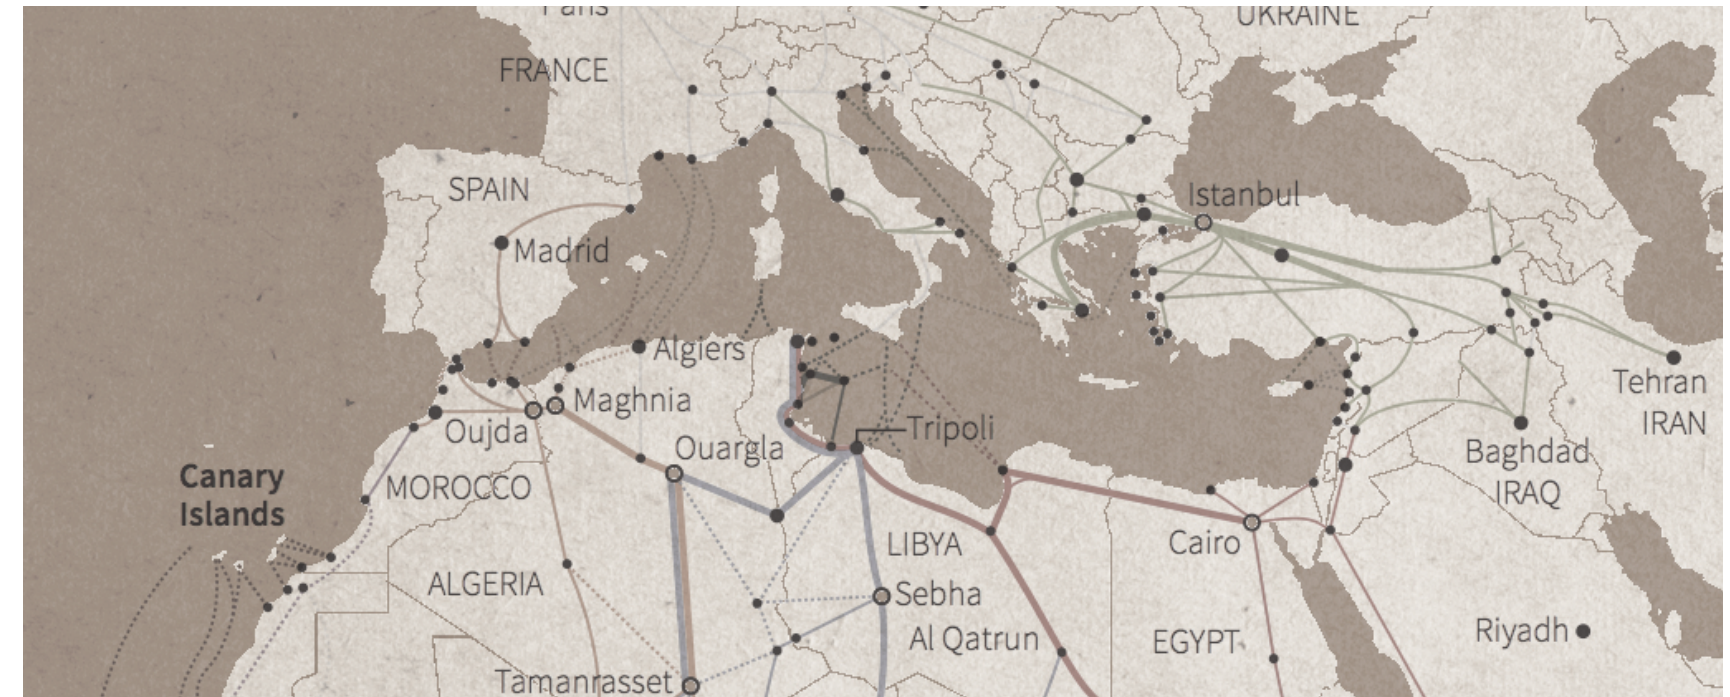 Paris
UKRAINE
FRANCE
SPAIN
Istanbul
Madrid
Algiers
Tehran
IRAN
Maghnia
Oujda
Tripoli
Ouargla
Baghdad
IRAQ
Canary
Islands
MOROCCO
LIBYA
Cairo
ALGERIA
Sebha
Al Qatrun
EGYPT
Riyadh
Tamanrasset